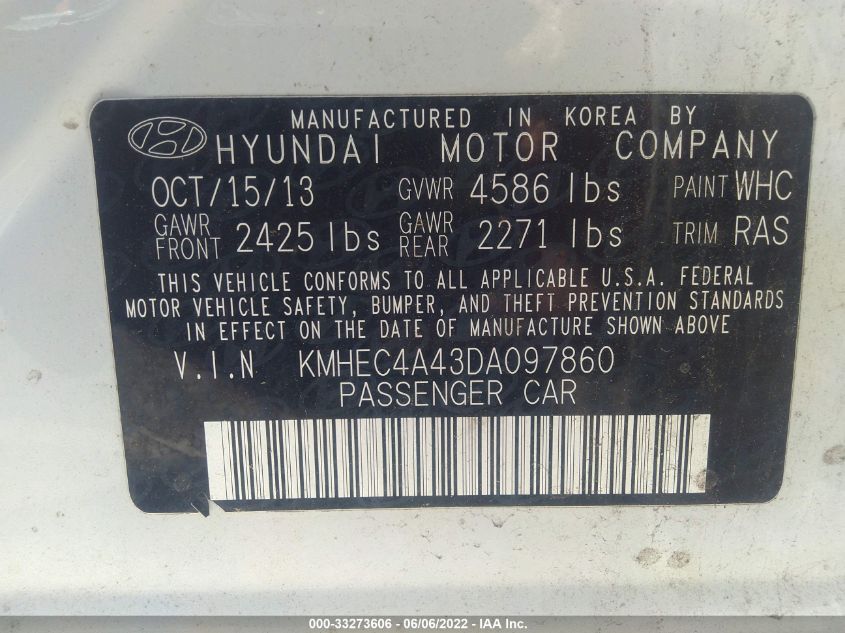 MANUFACTURED IN KOREA BY
HYUNDAI MOTOR COMPANY
OCT/15/13 GVWR 4586 lbs PAINT WHC
GAWR FRONT 2425 lbs GAWR REAR 2271 lbs TRIM RAS
THIS VEHICLE CONFORMS TO ALL APPLICABLE U.S.A. FEDERAL
MOTOR VEHICLE SAFETY, BUMPER, AND THEFT PREVENTION STANDARDS
IN EFFECT ON THE DATE OF MANUFACTURE SHOWN ABOVE
V.I.N KMHEC4A43DA097860
PASSENGER CAR
000-33273606 - 06/06/2022 - IAA Inc.